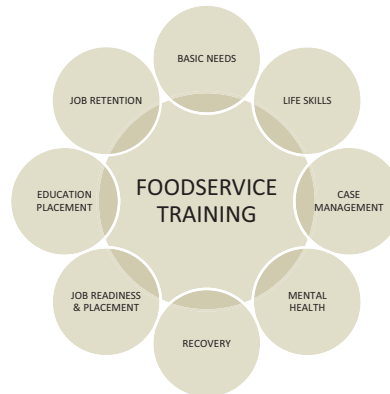 BASIC NEEDS
LIFE SKILLS
CASE
MANAGEMENT
MENTAL
HEALTH
RECOVERY
JOB READINESS
& PLACEMENT
EDUCATION
PLACEMENT
JOB RETENTION
FOODSERVICE
TRAINING